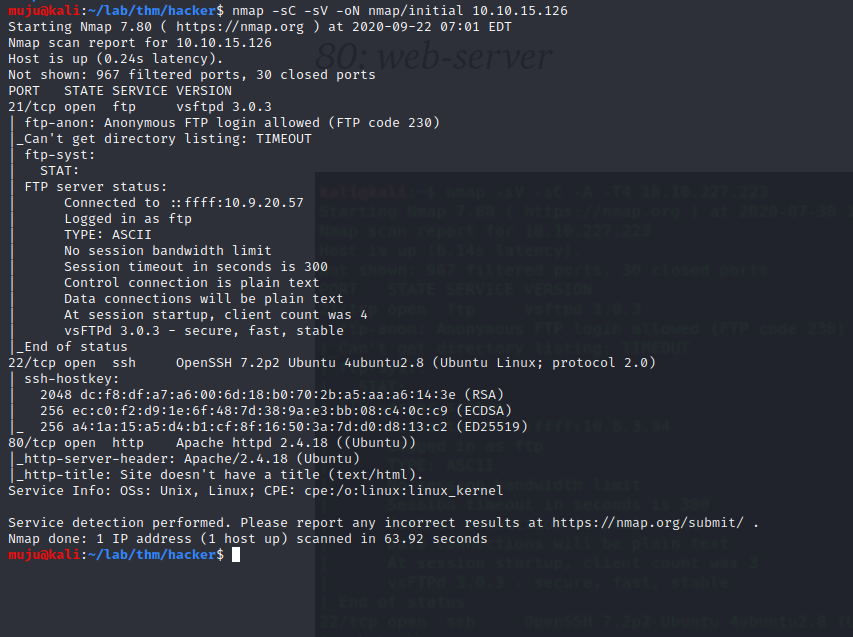 muju@kali:~/lab/thm/hacker$ nmap -sC -sV -oN nmap/initial 10.10.15.126
Starting Nmap 7.80 ( https://nmap.org ) at 2020-09-22 07:01 EDT
Nmap scan report for 10.10.15.126
Host is up (0.24s latency).
80: web-server
Not shown: 967 filtered ports, 30 closed ports
PORT   STATE SERVICE VERSION
21/tcp open  ftp     vsftpd 3.0.3
| ftp-anon: Anonymous FTP login allowed (FTP code 230)
|_Can't get directory listing: TIMEOUT
| ftp-syst:
|   STAT:
| FTP server status:
|      Connected to ::ffff:10.9.20.57
|      Logged in as ftp
|      TYPE: ASCII
|      No session bandwidth limit
|      Session timeout in seconds is 300
|      Control connection is plain text
|      Data connections will be plain text
|      At session startup, client count was 4
|      vsFTPd 3.0.3 - secure, fast, stable
|_End of status
22/tcp open  ssh     OpenSSH 7.2p2 Ubuntu 4ubuntu2.8 (Ubuntu Linux; protocol 2.0)
| ssh-hostkey:
|   2048 dc:f8:df:a7:a6:00:6d:18:b0:70:2b:a5:aa:a6:14:3e (RSA)
|   256 ec:c0:f2:d9:1e:6f:48:7d:38:9a:e3:bb:08:c4:0c:c9 (ECDSA)
|_  256 a4:1a:15:a5:d4:b1:cf:8f:16:50:3a:7d:d0:d8:13:c2 (ED25519)
80/tcp open  http    Apache httpd 2.4.18 ((Ubuntu))
|_http-server-header: Apache/2.4.18 (Ubuntu)
|_http-title: Site doesn't have a title (text/html).
Service Info: OSs: Unix, Linux; CPE: cpe:/o:linux:linux_kernel
Service detection performed. Please report any incorrect results at https://nmap.org/submit/ .
Nmap done: 1 IP address (1 host up) scanned in 63.92 seconds
muju@kali:~/lab/thm/hacker$